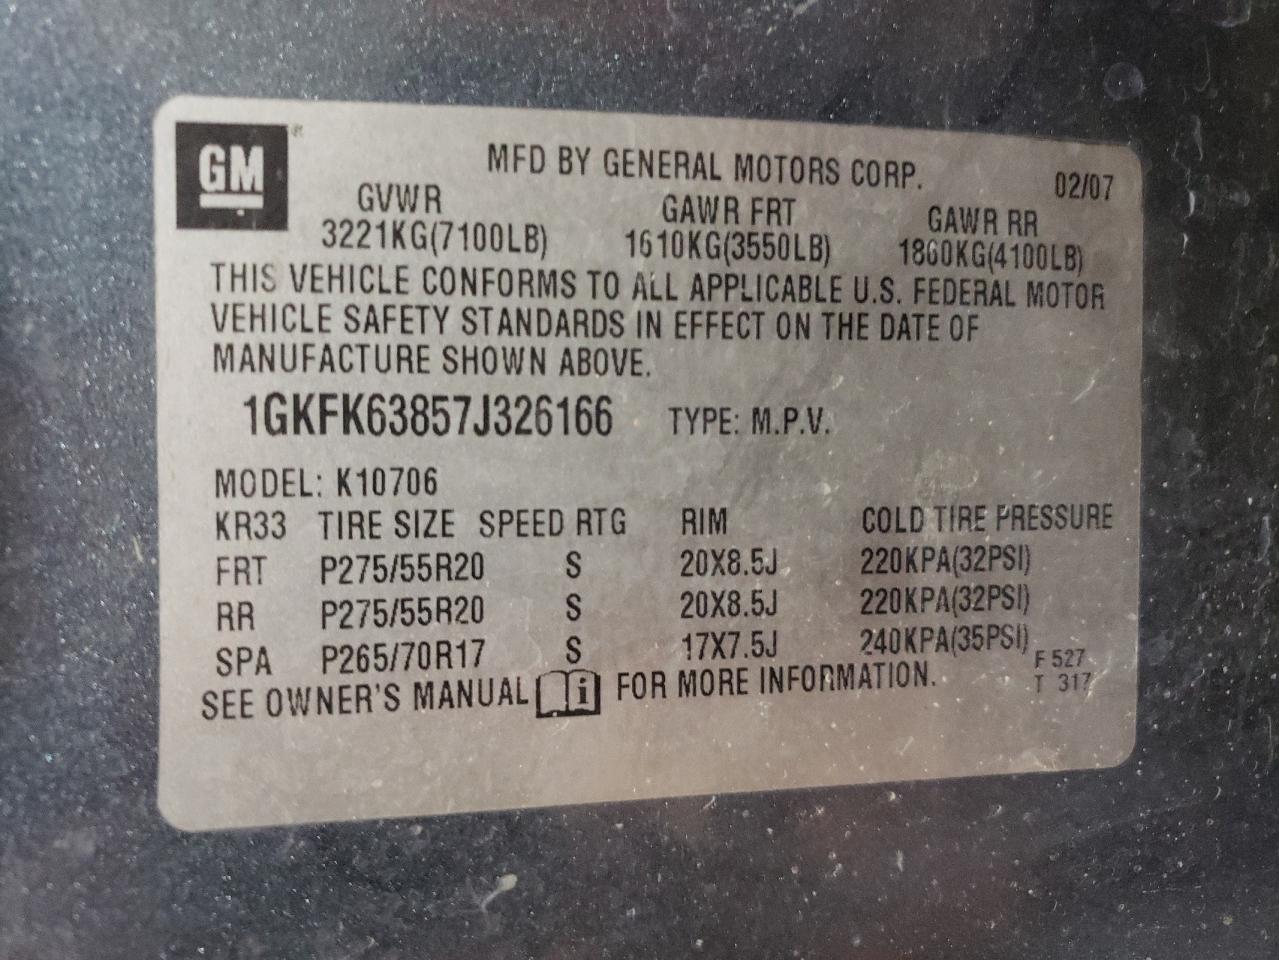 GM
MFD BY GENERAL MOTORS CORP. 02/07
GVWR GAWR FRT GAWR RR
3221KG(7100LB) 1610KG(3550LB) 1860KG(4100LB)
THIS VEHICLE CONFORMS TO ALL APPLICABLE U.S. FEDERAL MOTOR
VEHICLE SAFETY STANDARDS IN EFFECT ON THE DATE OF
MANUFACTURE SHOWN ABOVE.
1GKFK63857J326166 TYPE: M.P.V.
MODEL: K10706
KR33 TIRE SIZE SPEED RTG RIM COLD TIRE PRESSURE
FRT P275/55R20 S 20X8.5J 220KPA(32PSI)
RR P275/55R20 S 20X8.5J 220KPA(32PSI)
SPA P265/70R17 S 17X7.5J 240KPA(35PSI)
SEE OWNER'S MANUAL FOR MORE INFORMATION.
F 527
T 317